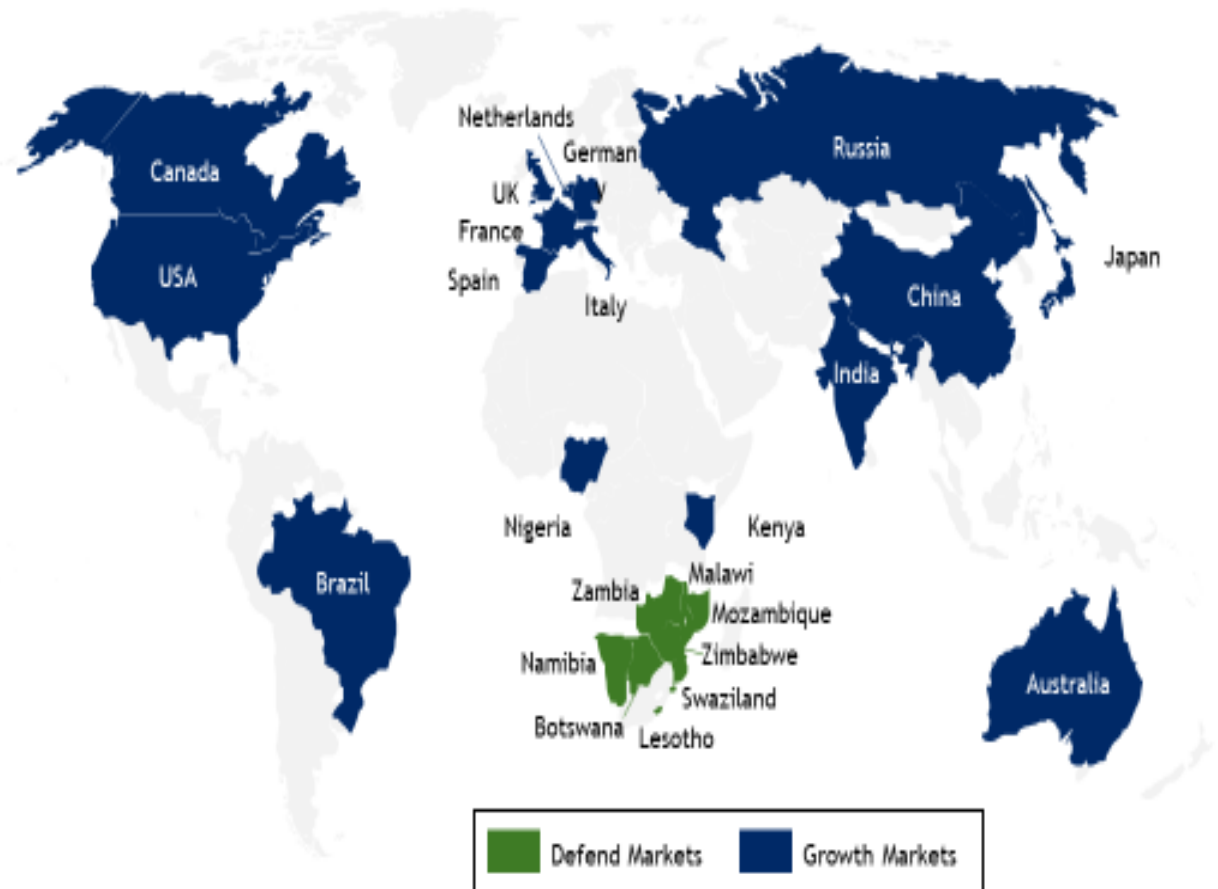 Netherlands
German
y
Russia
Canada
UK
France
Japan
USA
Spain
China
Italy
India
Nigeria
Kenya
Brazil
Malawi
Zambia
Mozambique
Zimbabwe
Namibia
Australia
Swaziland
Botswana
Lesotho
Defend Markets
Growth Markets